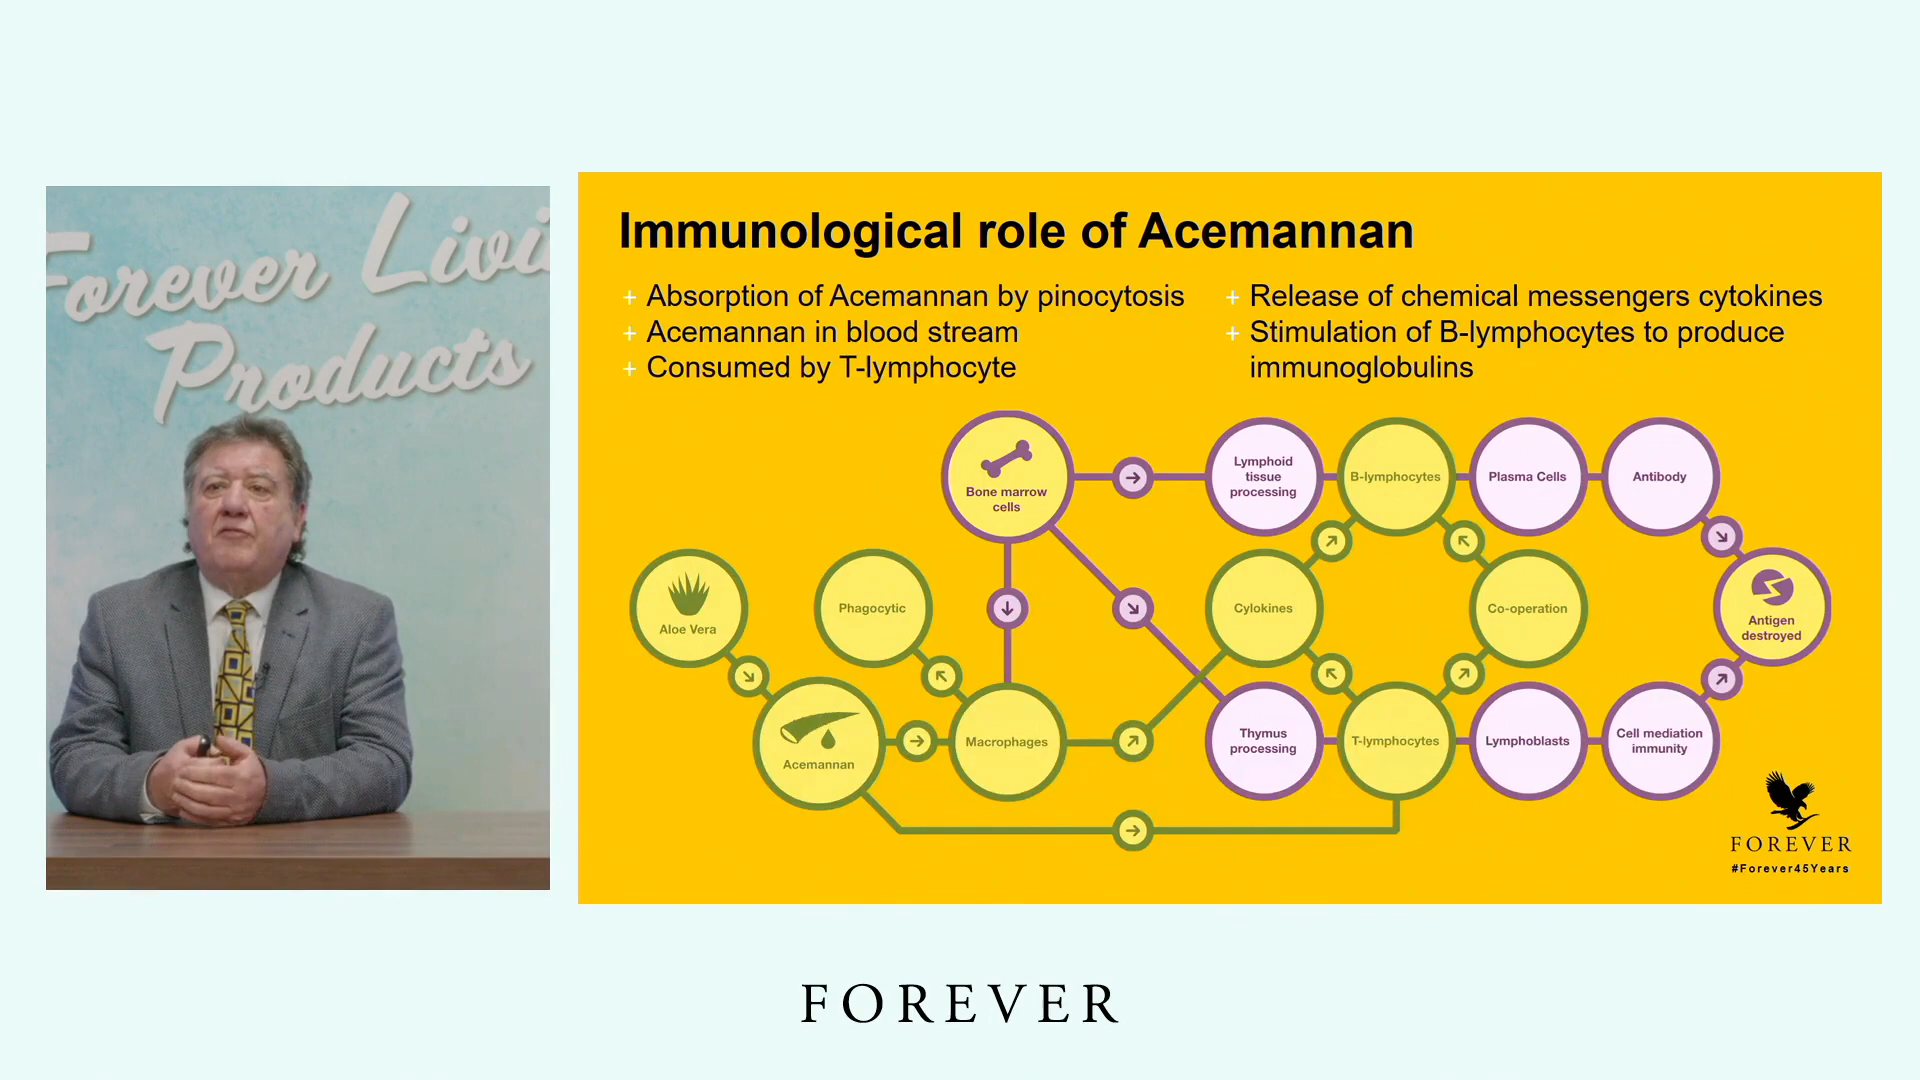 Forever Livi
Products
Immunological role of Acemannan
+ Absorption of Acemannan by pinocytosis
+ Acemannan in blood stream
+ Consumed by T-lymphocyte
+ Release of chemical messengers cytokines
+ Stimulation of B-lymphocytes to produce
immunoglobulins
Bone marrow
cells
Lymphoid
tissue
processing
B-lymphocytes
Plasma Cells
Antibody
Aloe Vera
Phagocytic
Cylokines
Co-operation
Antigen
destroyed
Acemannan
Macrophages
Thymus
processing
T-lymphocytes
Lymphoblasts
Cell mediation
immunity
FOREVER
#Forever45Years
FOREVER